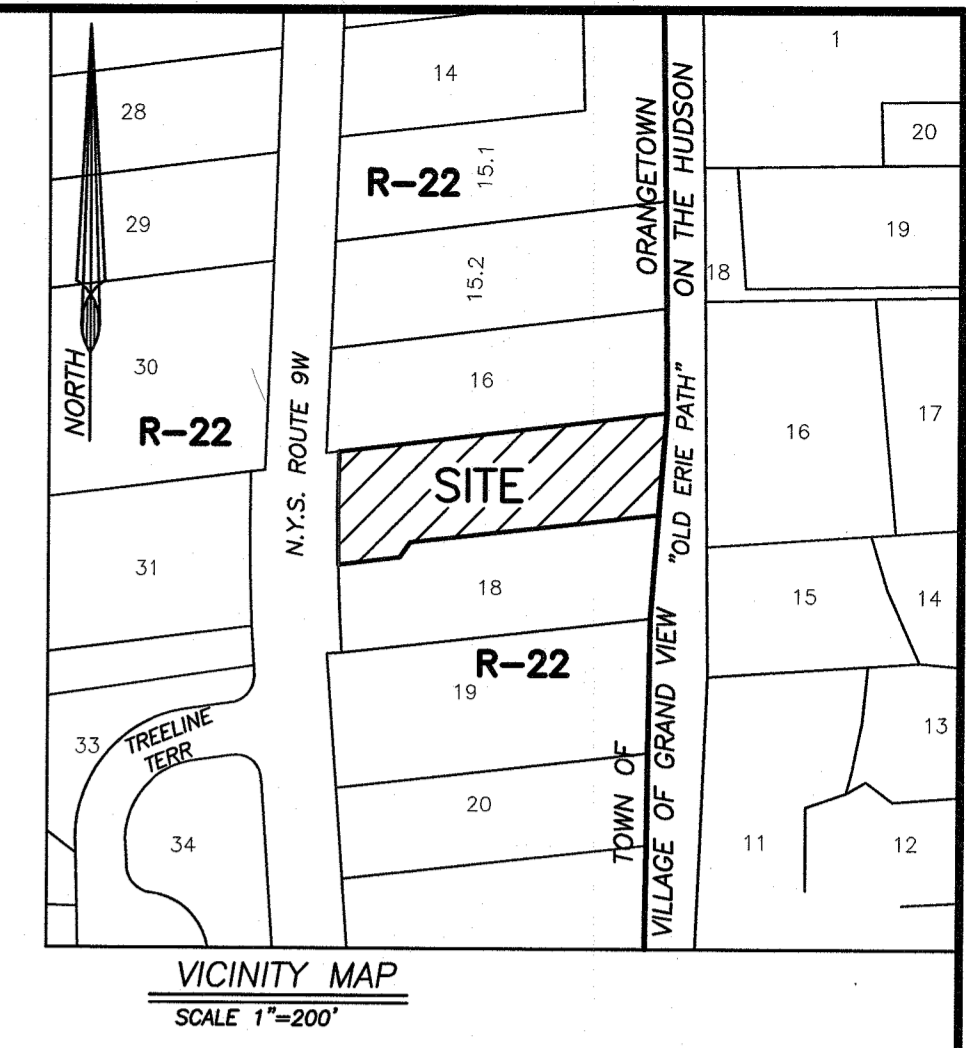 1
14
28
20
R-22
15.1
ORANGETOWN
ON THE HUDSON
29
19
15.2
18
30
16
NORTH
R-22
N.Y.S. ROUTE 9W
"OLD ERIE PATH"
17
16
SITE
31
18
15
14
R-22
19
33
TREELINE
TERR
13
20
TOWN OF
VILLAGE OF GRAND VIEW
34
11
12
VICINITY MAP
SCALE 1"=200'